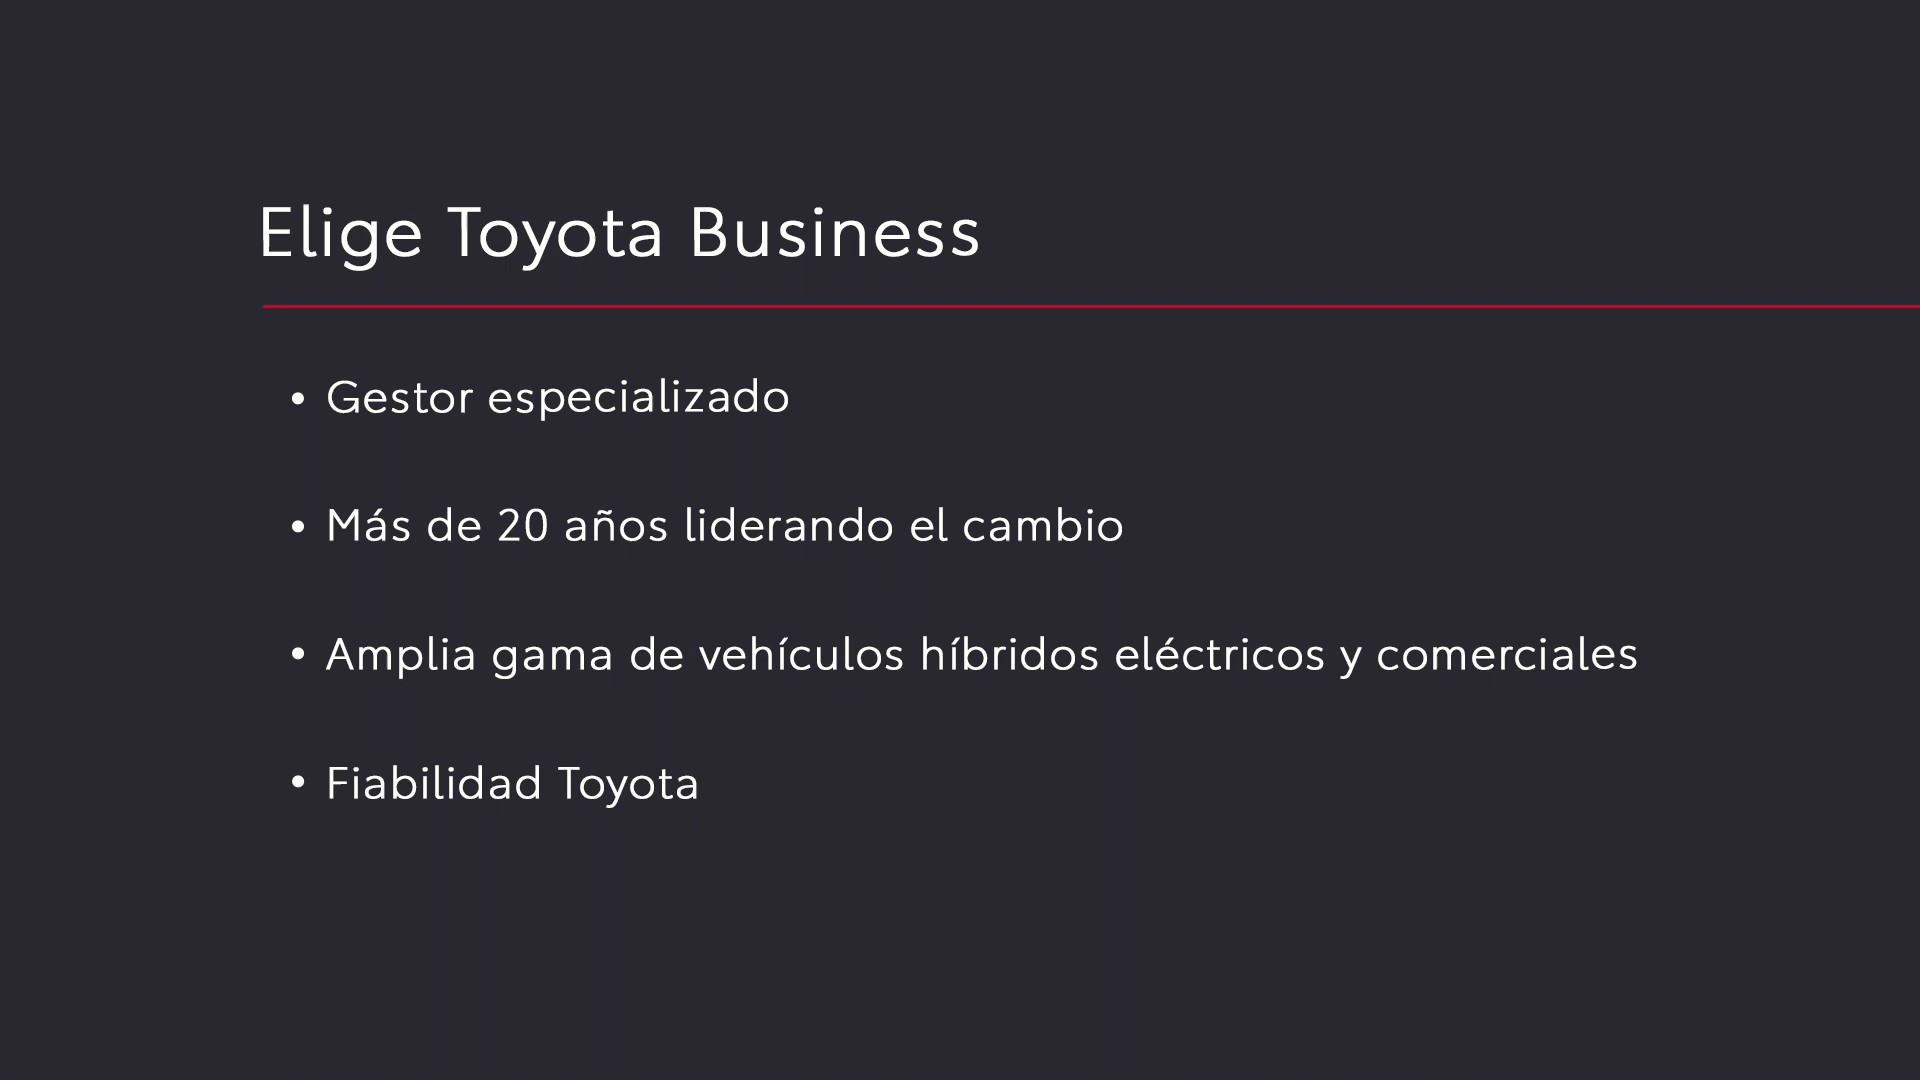 Elige Toyota Business
• Gestor especializado
• Más de 20 años liderando el cambio
• Amplia gama de vehículos híbridos eléctricos y comerciales
• Fiabilidad Toyota